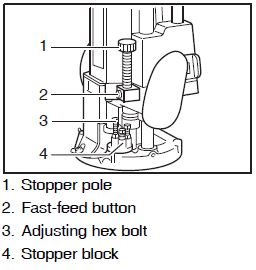 1
2
3
4
1. Stopper pole
2. Fast-feed button
3. Adjusting hex bolt
4. Stopper block